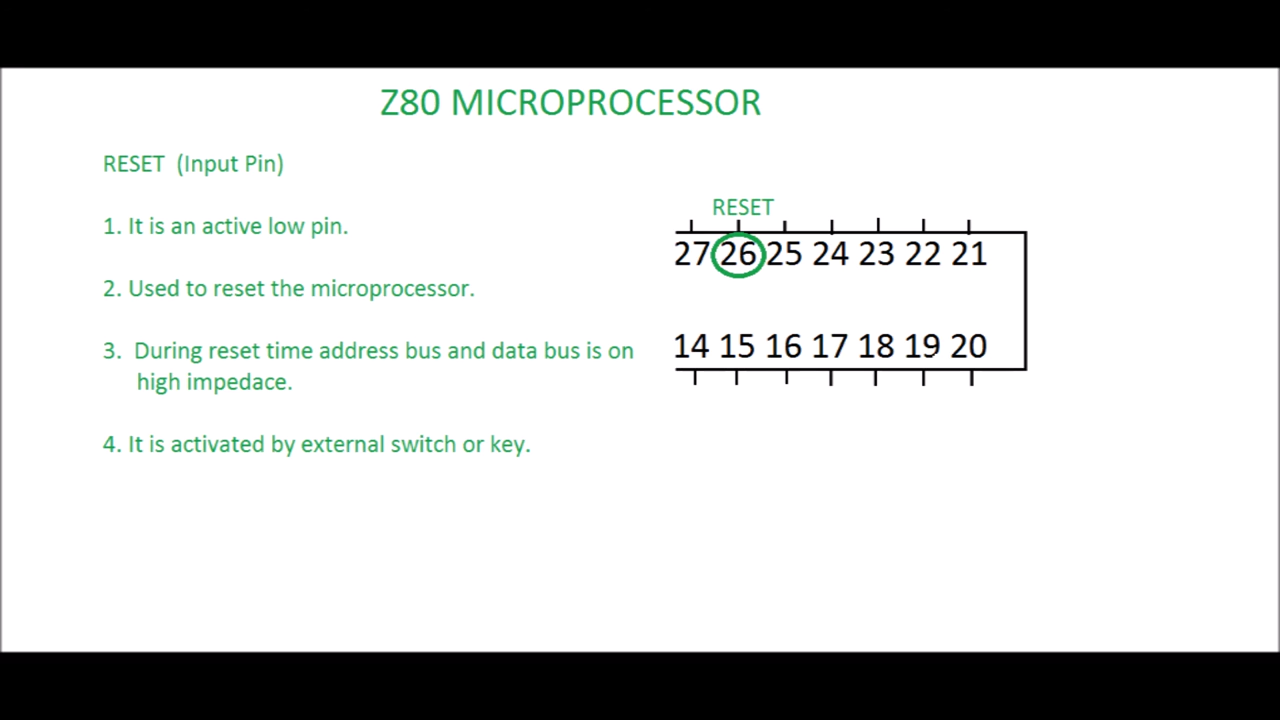 Z80 MICROPROCESSOR
RESET (Input Pin)
1. It is an active low pin.
2. Used to reset the microprocessor.
3. During reset time address bus and data bus is on
high impedace.
4. It is activated by external switch or key.
RESET
27 26 25 24 23 22 21
14 15 16 17 18 19 20